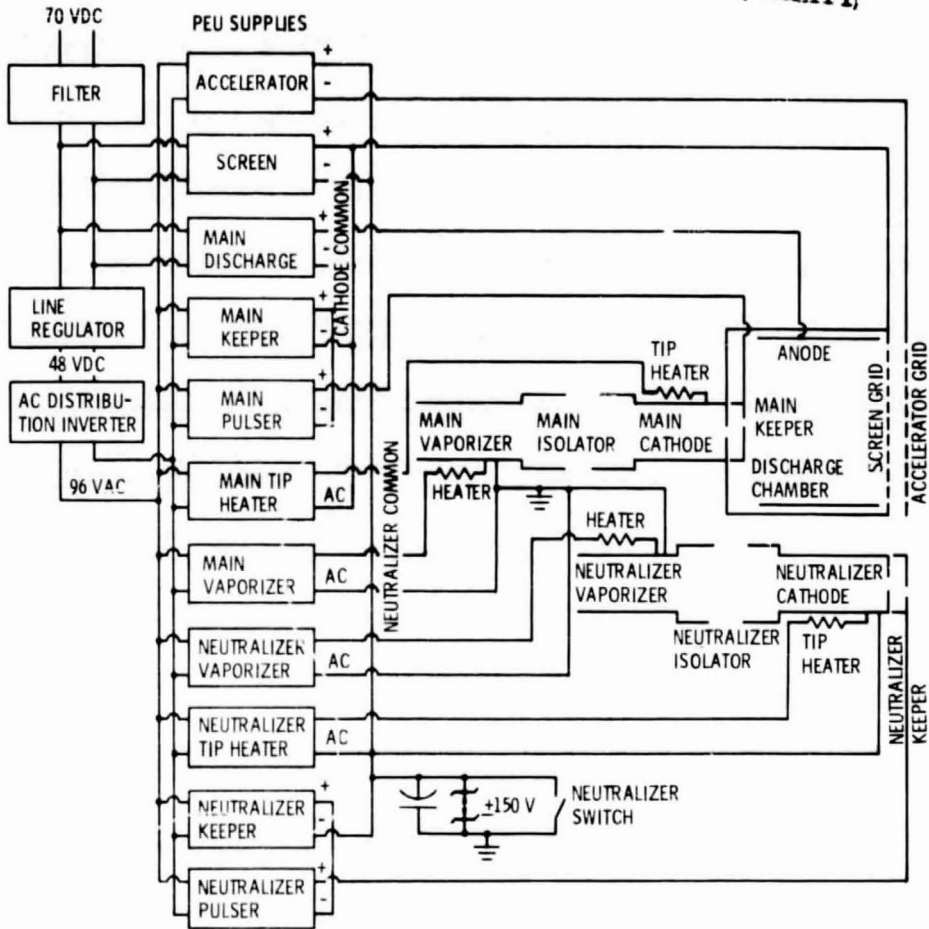 70 VDC
PEU SUPPLIES
FILTER
ACCELERATOR
+
-
SCREEN
+
-
MAIN
DISCHARGE
+
-
CATHODE COMMON
LINE
REGULATOR
48 VDC
MAIN
KEEPER
+
-
AC DISTRIBU-
TION INVERTER
MAIN
PULSER
+
-
96 VAC
MAIN TIP
HEATER
AC
MAIN
VAPORIZER
AC
NEUTRALIZER
VAPORIZER
AC
NEUTRALIZER
TIP HEATER
AC
NEUTRALIZER
KEEPER
+
-
NEUTRALIZER
PULSER
+
-
NEUTRALIZER COMMON
TIP
HEATER
MAIN
VAPORIZER
MAIN
ISOLATOR
MAIN
CATHODE
HEATER
ANODE
MAIN
KEEPER
DISCHARGE
CHAMBER
SCREEN GRID
ACCELERATOR GRID
HEATER
NEUTRALIZER
VAPORIZER
NEUTRALIZER
CATHODE
NEUTRALIZER
ISOLATOR
TIP
HEATER
NEUTRALIZER
KEEPER
±150 V
NEUTRALIZER
SWITCH